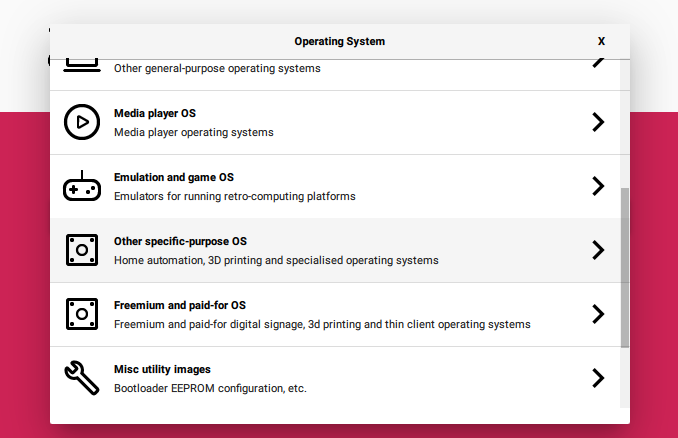 Operating System
X
Other general-purpose operating systems
Media player OS
Media player operating systems
Emulation and game OS
Emulators for running retro-computing platforms
Other specific-purpose OS
Home automation, 3D printing and specialised operating systems
Freemium and paid-for OS
Freemium and paid-for digital signage, 3d printing and thin client operating systems
Misc utility images
Bootloader EEPROM configuration, etc.